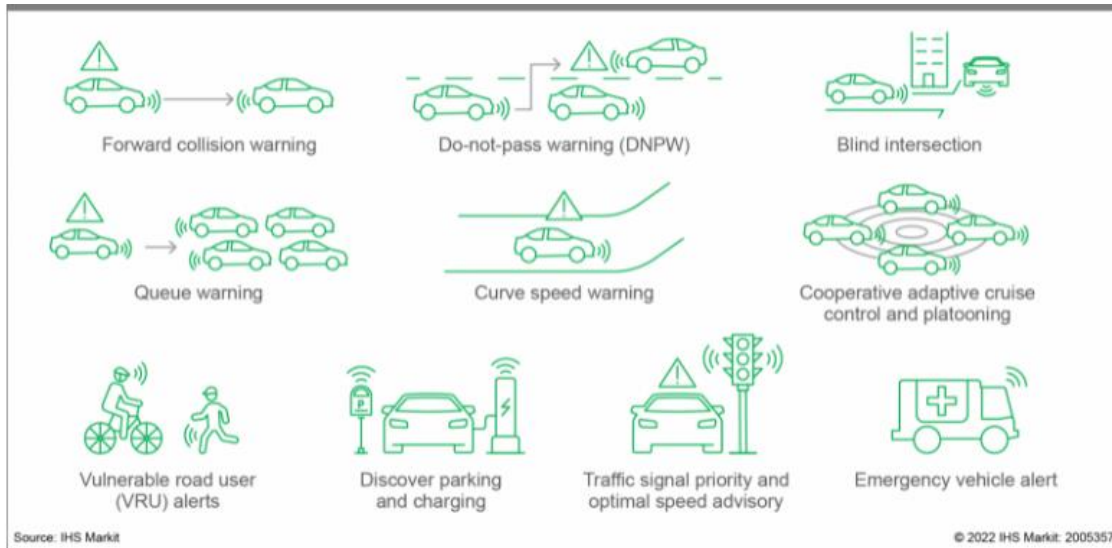 Forward collision warning
Do-not-pass warning (DNPW)
Blind intersection
Queue warning
Curve speed warning
Cooperative adaptive cruise
control and platooning
P
Vulnerable road user
(VRU) alerts
Discover parking
and charging
Traffic signal priority and
optimal speed advisory
Emergency vehicle alert
Source: IHS Markit
© 2022 IHS Markit: 2005357